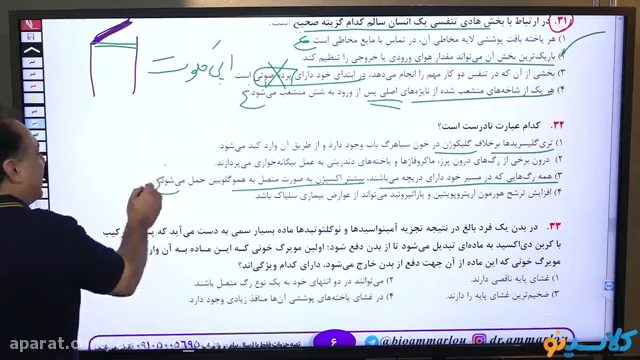 ۳۱. در ارتباط با بخش هادی تنفسی یک انسان سالم کدام گزینه صحیح است.
۱) هر یاخته بافت پوششی لایه مخاطی آن، در تماس با مایع مخاطی است.
باریک‌ترین بخش آن می‌تواند مقدار هوای ورودی یا خروجی را تنظیم کند.
۳) بخشی از آن که در تنفس دو کار مهم را انجام می‌دهد، در ابتدای خود دارای پرده صوتی است.
۴) هر یک از شاخه‌های منشعب شده از نایژه‌های اصلی پس از ورود به شش منشعب می‌شود.
اپی گلوت
۳۲. کدام عبارت نادرست است؟
۱) تری‌گلیسریدها برخلاف گلیکوژن در خون سیاهرگ باب وجود دارد و از طریق آن وارد کبد می‌شود.
۲) درون برخی از رگ‌های درون پرز، ماکروفاژها و یاخته‌های دندریتی به عمل بیگانه‌خواری می‌پردازند.
۳) همه رگ‌هایی که در مسیر خود دارای دریچه می‌باشند، بیشتر اکسیژن به صورت متصل به هموگلوبین حمل می‌شود.
۴) افزایش ترشح هورمون اریتروپویتین و پاراتیروئید می‌تواند از عوارض بیماری سلیاک باشد
۳۳. در بدن یک فرد بالغ در نتیجه تجزیه آمینواسیدها و نوکلئوتیدها ماده بسیار سمی به دست می‌آید که
با کربن دی‌اکسید به ماده‌ای تبدیل می‌شود تا از بدن دفع شود؛ اولین مویرگ خونی که این ماده به آن
مویرگ خونی که این ماده از آن جهت دفع از بدن خارج می‌شود، دارای کدام ویژگی‌اند؟
۱) غشای پایه ناقصی دارند. ۲) می‌توانند در دو انتهای خود به یک نوع رگ متصل باشند.
۳) ضخیم‌ترین غشای پایه را دارند. ۴) در غشای یاخته‌های پوششی آن‌ها منافذ زیادی وجود دارد.
@bioammarlou dr.ammarlou
۶
aparat.com
کلاسینو